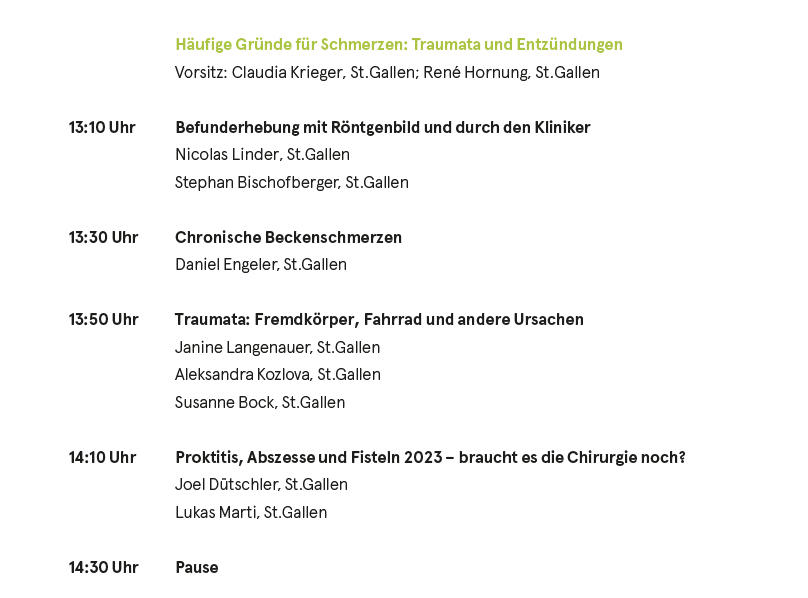 Häufige Gründe für Schmerzen: Traumata und Entzündungen
Vorsitz: Claudia Krieger, St.Gallen; René Hornung, St.Gallen
13:10 Uhr Befunderhebung mit Röntgenbild und durch den Kliniker
Nicolas Linder, St.Gallen
Stephan Bischofberger, St.Gallen
13:30 Uhr Chronische Beckenschmerzen
Daniel Engeler, St.Gallen
13:50 Uhr Traumata: Fremdkörper, Fahrrad und andere Ursachen
Janine Langenauer, St.Gallen
Aleksandra Kozlova, St.Gallen
Susanne Bock, St.Gallen
14:10 Uhr Proktitis, Abszesse und Fisteln 2023 – braucht es die Chirurgie noch?
Joel Dütschler, St.Gallen
Lukas Marti, St.Gallen
14:30 Uhr Pause